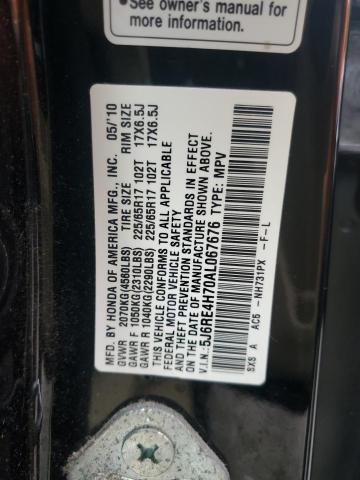 •See owner's manual for
more information.
MFD. BY HONDA OF AMERICA MFG., INC. 05/'10
GVWR 2070KG(4560LBS) TIRE SIZE RIM SIZE
GAWR F 1050KG(2310LBS) 225/65R17 102T 17X6.5J
GAWR R 1040KG(2290LBS) 225/65R17 102T 17X6.5J
THIS VEHICLE CONFORMS TO ALL APPLICABLE
FEDERAL MOTOR VEHICLE SAFETY
& THEFT PREVENTION STANDARDS IN EFFECT
ON THE DATE OF MANUFACTURE SHOWN ABOVE.
V.I.N.: 5J6RE4H70AL067676 TYPE: MPV
SXS A AC5 -NH731PX -F-L